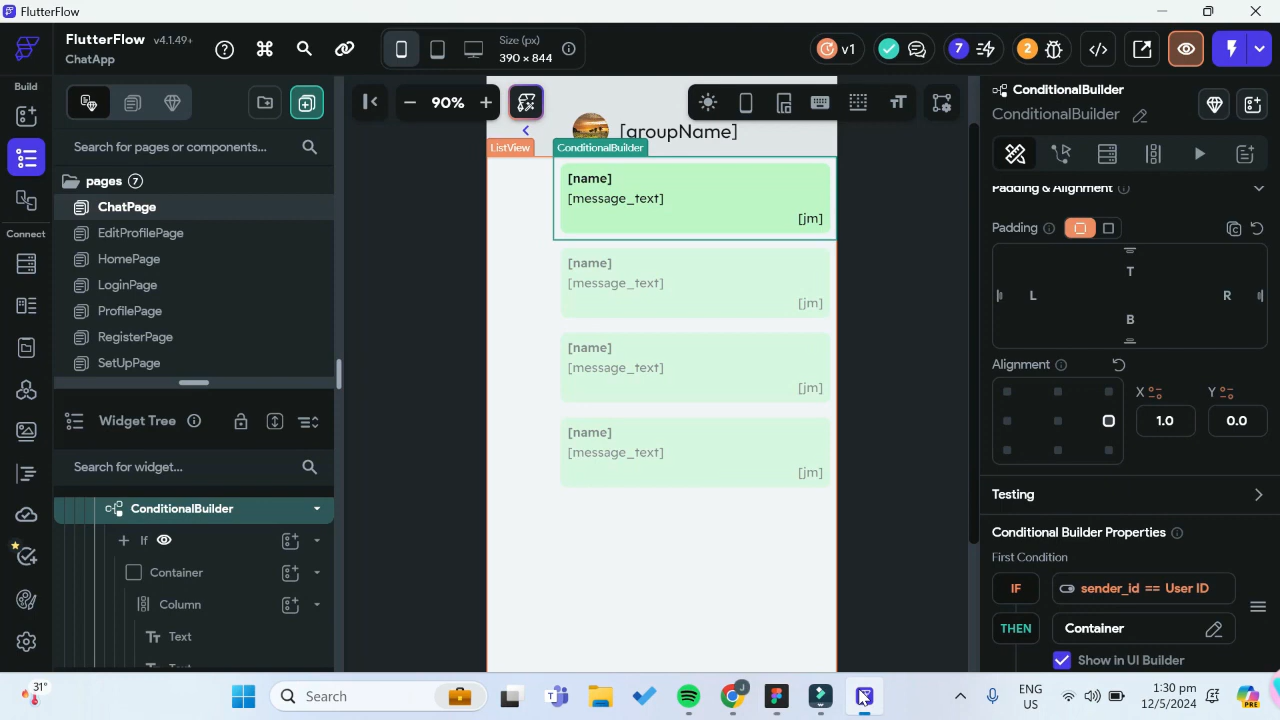 FlutterFlow
FlutterFlow v4.1.49+
ChatApp
Size (px)
390 × 844
v1
7
2
Build
Connect
Search for pages or components...
pages 7
ChatPage
EditProfilePage
HomePage
LoginPage
ProfilePage
RegisterPage
SetUpPage
Widget Tree
Search for widget...
ConditionalBuilder
If
Container
Column
Tт Text
90%
[groupName]
ListView
ConditionalBuilder
[name]
[message_text]
[jm]
[name]
[message_text]
[jm]
[name]
[message_text]
[jm]
[name]
[message_text]
[jm]
ConditionalBuilder
ConditionalBuilder
Padding & Alignment
Padding
T
L R
B
Alignment
X Y
1.0 0.0
Testing
Conditional Builder Properties
First Condition
IF sender_id == User ID
THEN Container
Show in UI Builder
31°
Search
ENG
US
1:30 pm
12/5/2024
PRE